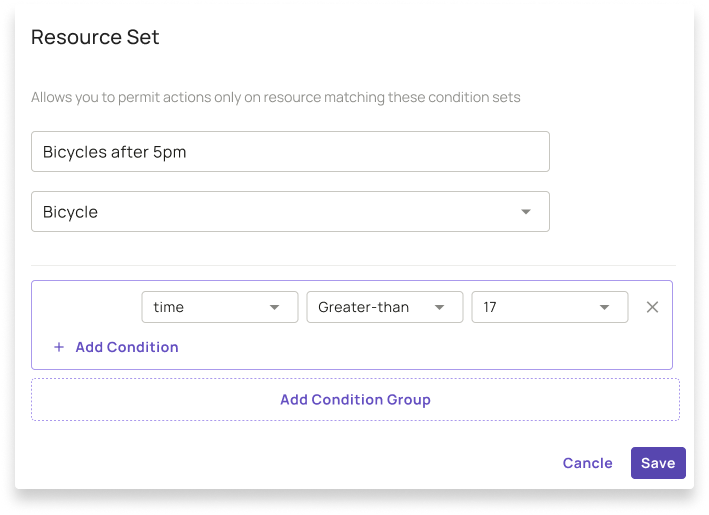 Resource Set
Allows you to permit actions only on resource matching these condition sets
Bicycles after 5pm
Bicycle
time Greater-than 17
+ Add Condition
Add Condition Group
Cancle Save